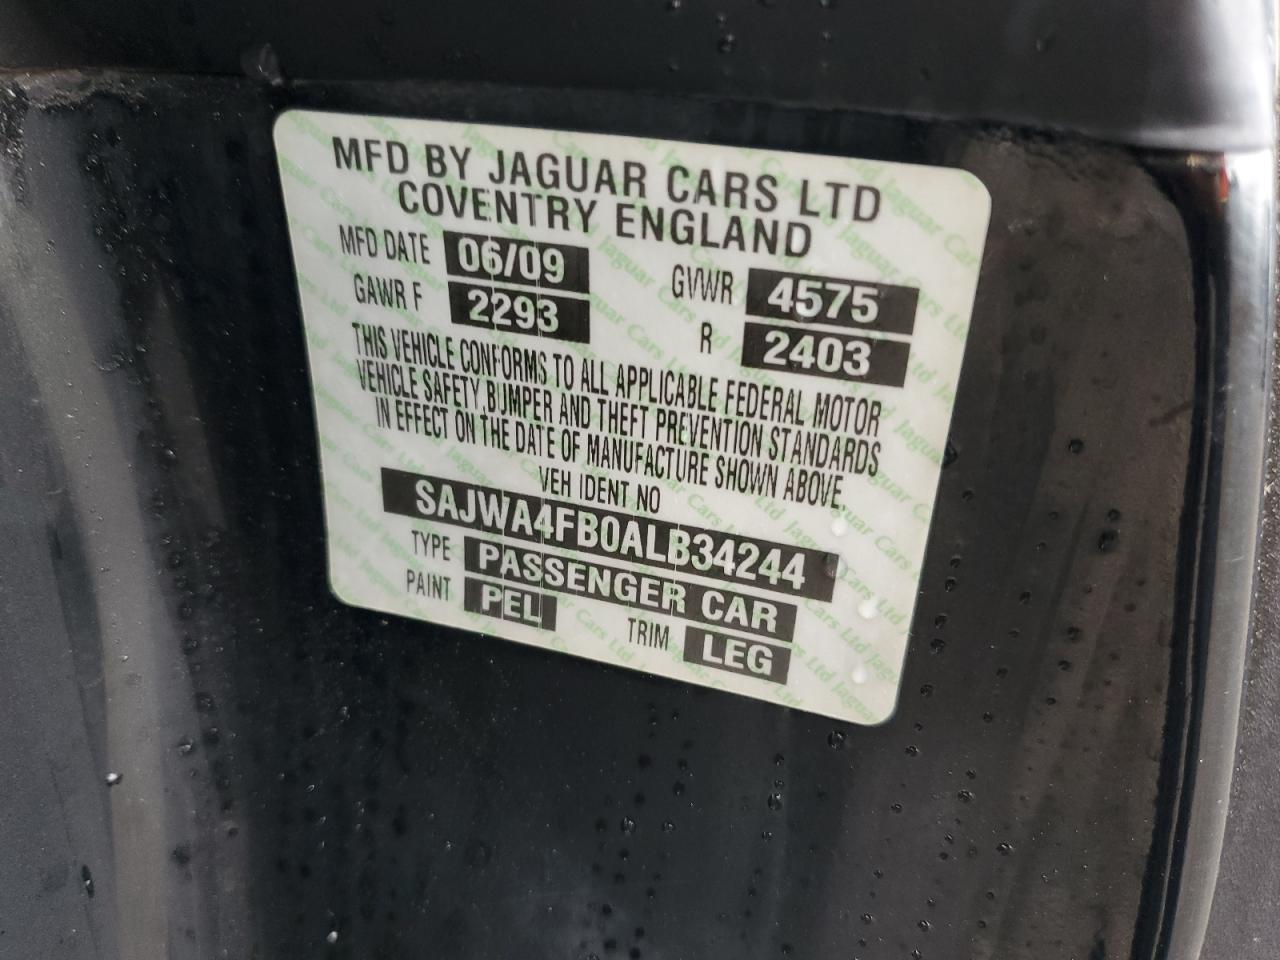 MFD BY JAGUAR CARS LTD
COVENTRY ENGLAND
MFD DATE 06/09 GVWR 4575
GAWR F 2293 R 2403
THIS VEHICLE CONFORMS TO ALL APPLICABLE FEDERAL MOTOR
VEHICLE SAFETY, BUMPER AND THEFT PREVENTION STANDARDS
IN EFFECT ON THE DATE OF MANUFACTURE SHOWN ABOVE.
VEH IDENT NO
SAJWA4FB0ALB34244
TYPE PASSENGER CAR
PAINT PEL TRIM LEG